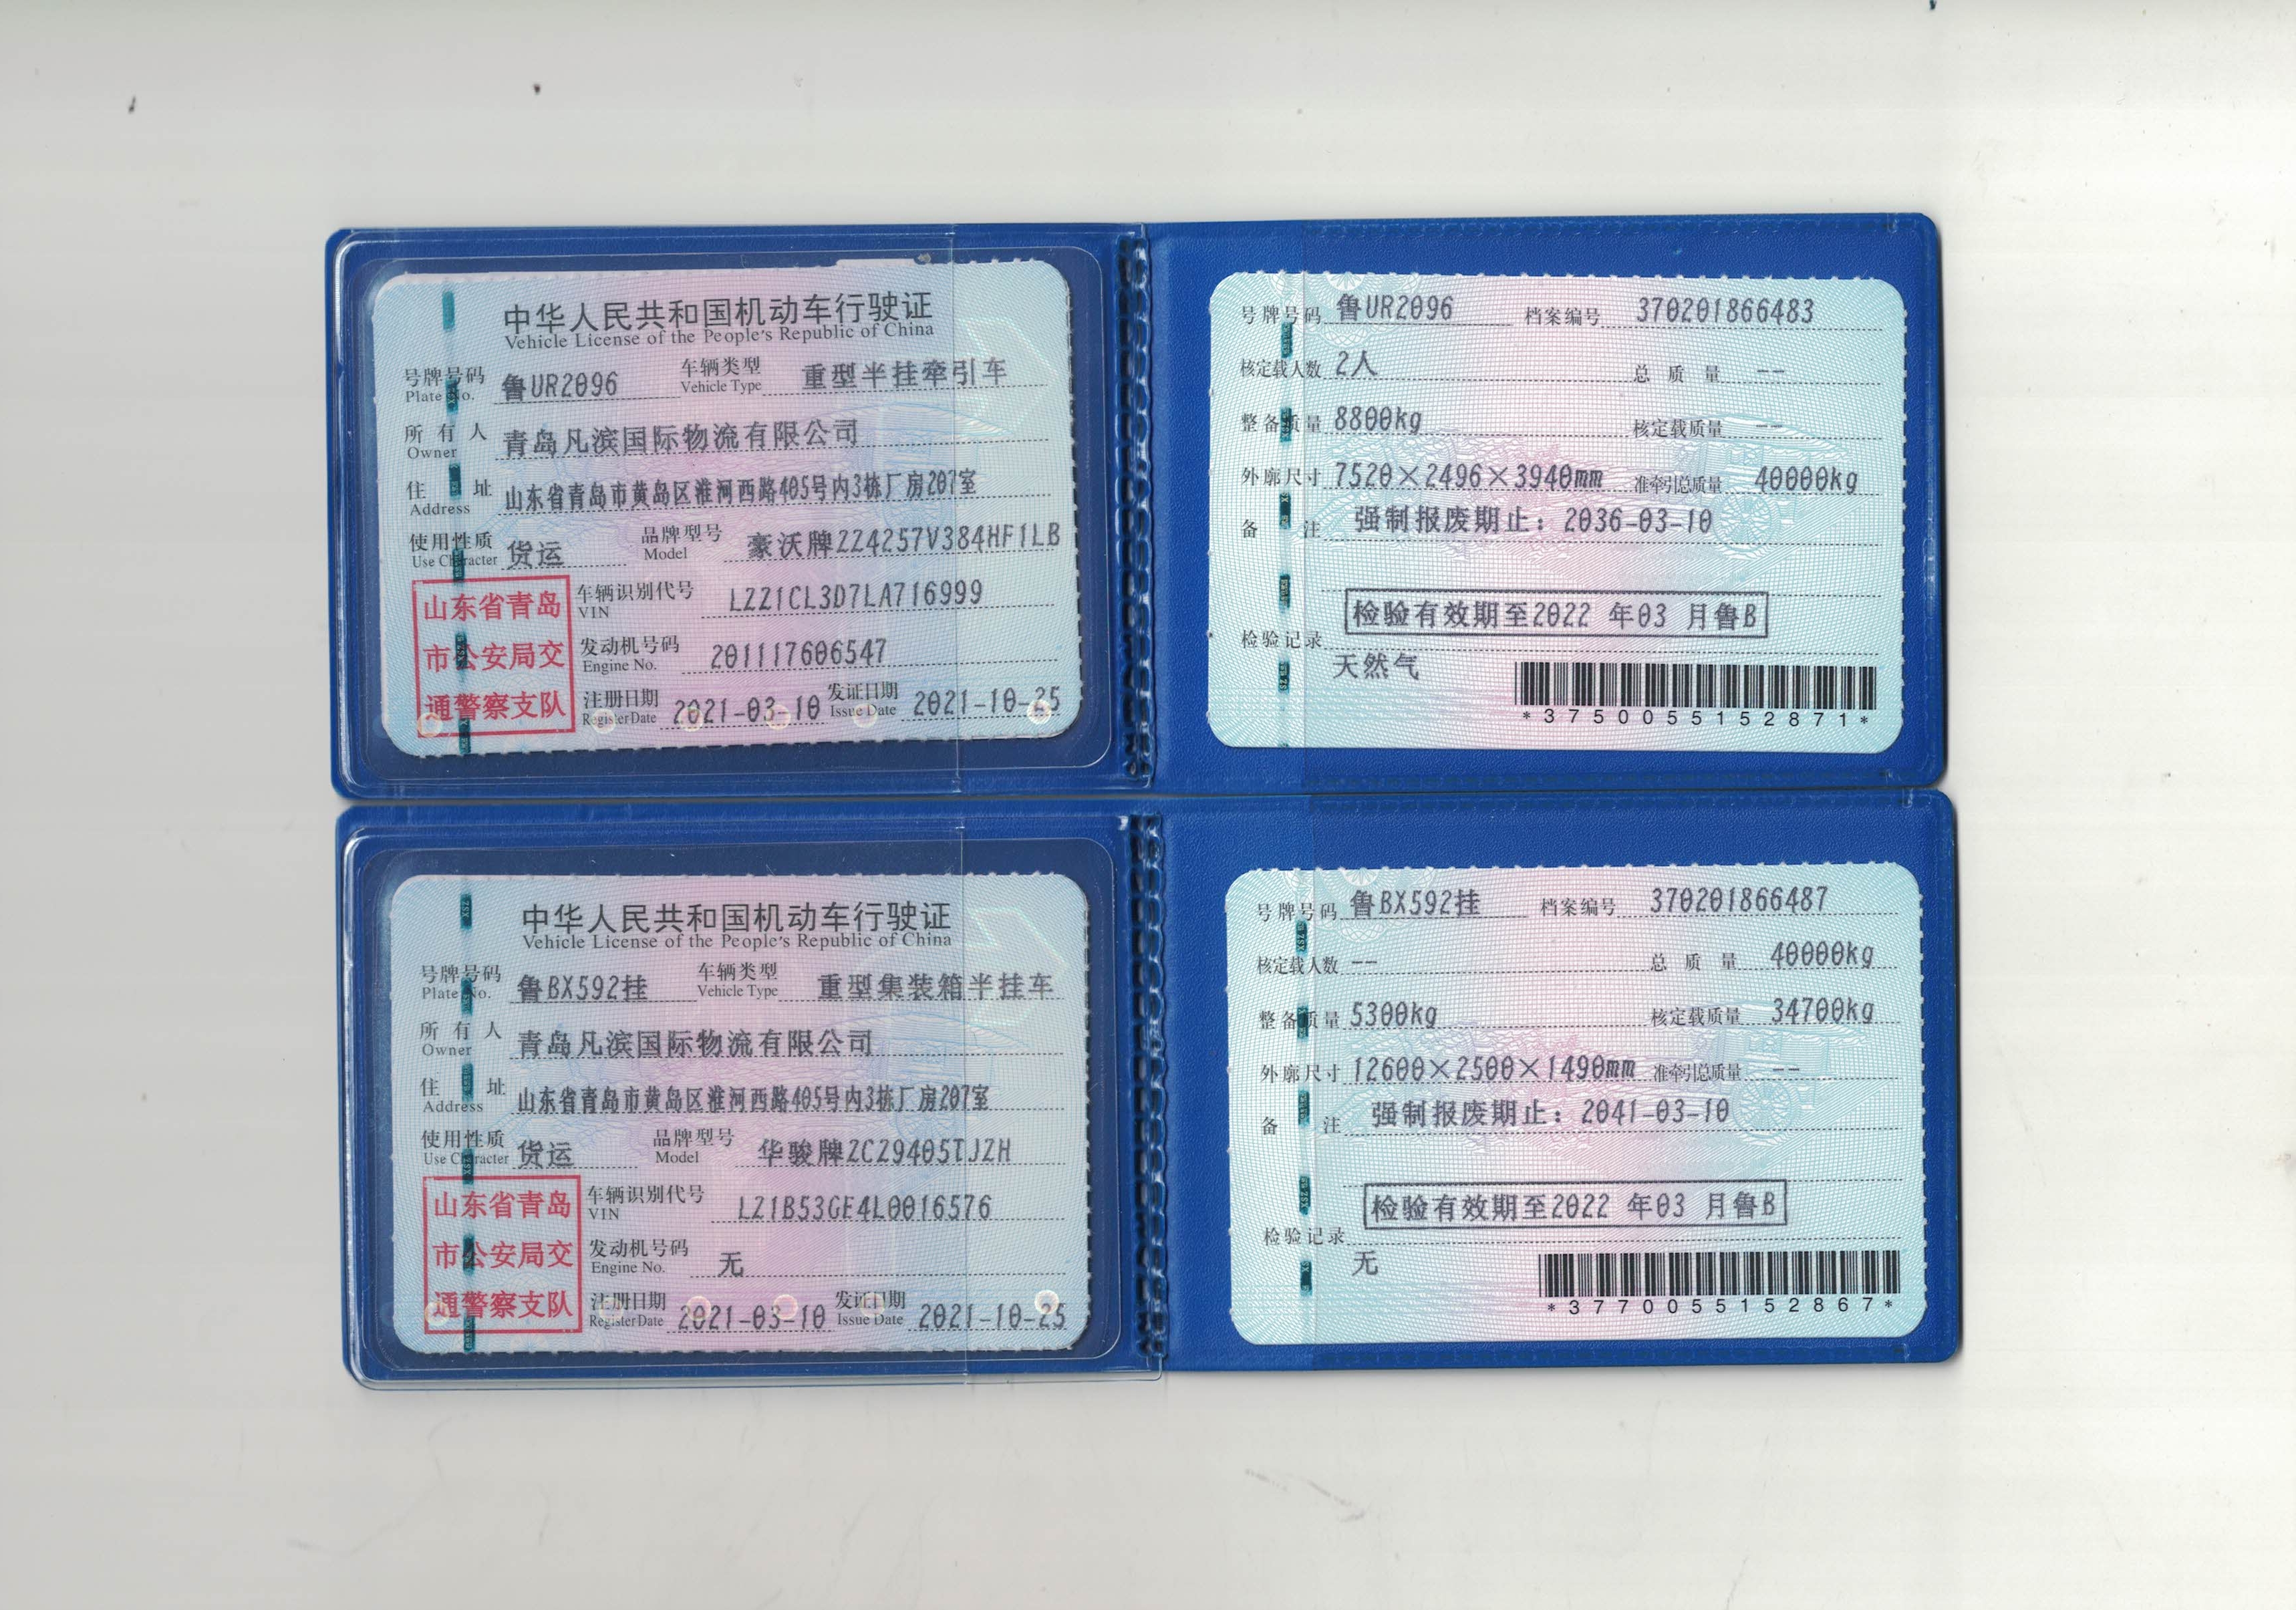 中华人民共和国机动车行驶证
Vehicle License of the People's Republic of China
号牌号码 鲁UR2096 车辆类型 重型半挂牵引车
Plate No. Vehicle Type
所有人 青岛凡滨国际物流有限公司
Owner
住址 山东省青岛市黄岛区淮河西路405号内3栋厂房207室
Address
使用性质 货运 品牌型号 豪沃牌ZZ4257V384HF1LB
Use Character Model
山东省青岛
市公安局交
通警察支队
车辆识别代号 LZZ1CL3D7LA716999
VIN
发动机号码 201117606547
Engine No.
注册日期 2021-03-10 发证日期 2021-10-25
Register Date Issue Date
号牌号码 鲁UR2096 档案编号 370201866483
核定载人数 2人 总质量 --
整备质量 8800kg 核定载质量 --
外廓尺寸 7520×2496×3940mm 准牵引总质量 40000kg
备注 强制报废期止：2036-03-10
检验有效期至2022 年03 月鲁B
检验记录
天然气
*3750055152871*
中华人民共和国机动车行驶证
Vehicle License of the People's Republic of China
号牌号码 鲁BX592挂 车辆类型 重型集装箱半挂车
Plate No. Vehicle Type
所有人 青岛凡滨国际物流有限公司
Owner
住址 山东省青岛市黄岛区淮河西路405号内3栋厂房207室
Address
使用性质 货运 品牌型号 华骏牌ZCZ9405TJZH
Use Character Model
山东省青岛
市公安局交
通警察支队
车辆识别代号 LZ1B53GE4L0016576
VIN
发动机号码 无
Engine No.
注册日期 2021-03-10 发证日期 2021-10-25
Register Date Issue Date
号牌号码 鲁BX592挂 档案编号 370201866487
核定载人数 -- 总质量 40000kg
整备质量 5300kg 核定载质量 34700kg
外廓尺寸 12600×2500×1490mm 准牵引总质量 --
备注 强制报废期止：2041-03-10
检验有效期至2022 年03 月鲁B
检验记录
无
*3770055152867*